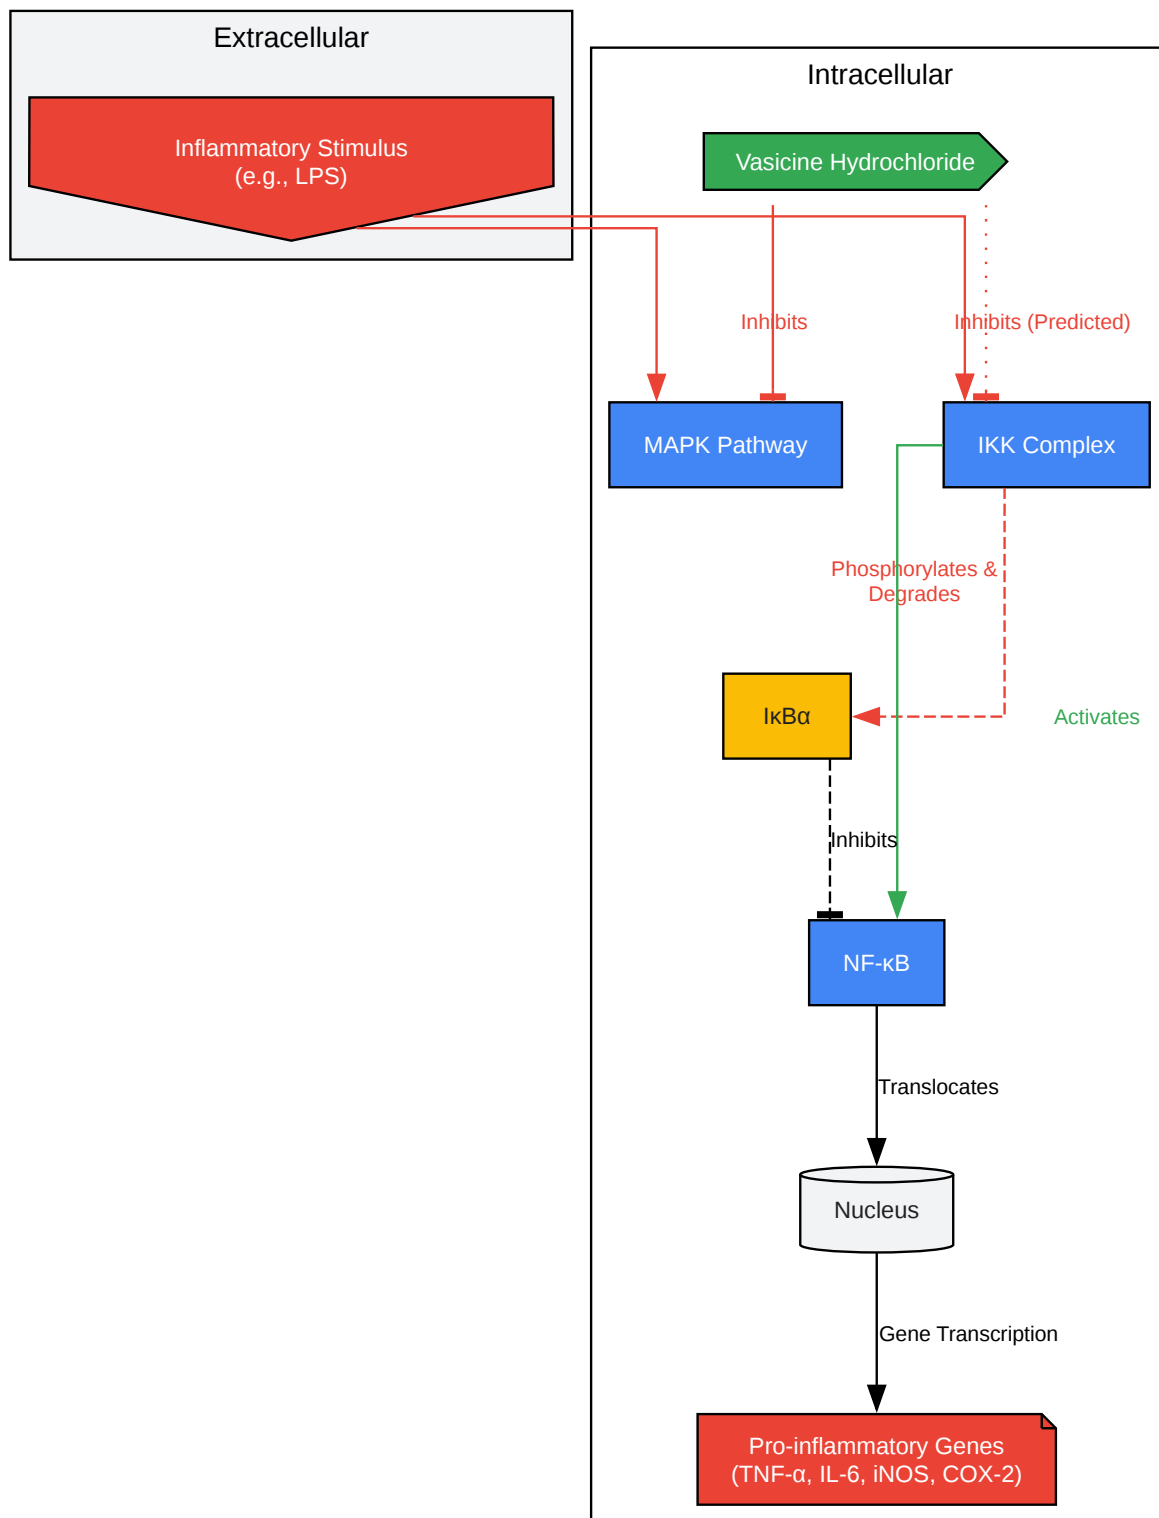 Extracellular
Inflammatory Stimulus
(e.g., LPS)
Intracellular
Vasicine Hydrochloride
Inhibits
Inhibits (Predicted)
MAPK Pathway
IKK Complex
Phosphorylates &
Degrades
IκBα
Activates
Inhibits
NF-κB
Translocates
Nucleus
Gene Transcription
Pro-inflammatory Genes
(TNF-α, IL-6, iNOS, COX-2)